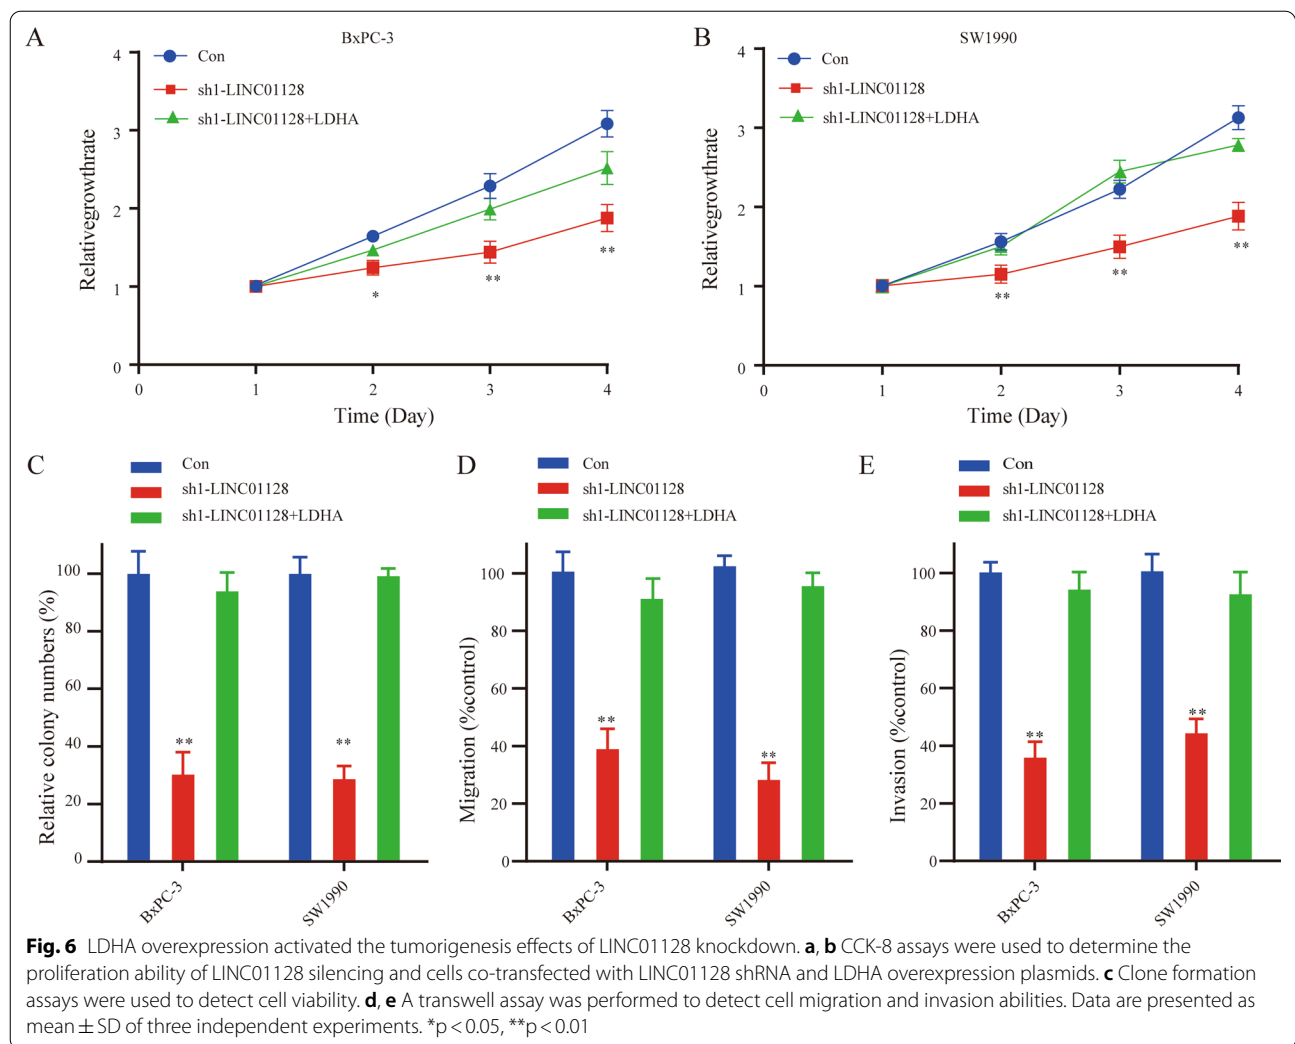 A
BxPC-3
Con
sh1-LINC01128
sh1-LINC01128+LDHA
Relativegrowthrate
4
3
2
1
0
0 1 2 3 4
* ** **
Time (Day)
B
SW1990
Con
sh1-LINC01128
sh1-LINC01128+LDHA
Relativegrowthrate
4
3
2
1
0
0 1 2 3 4
** ** **
Time (Day)
C
Con
sh1-LINC01128
sh1-LINC01128+LDHA
Relative colony numbers (%)
100
80
60
40
20
0
** **
BxPC-3 SW1990
D
Con
sh1-LINC01128
sh1-LINC01128+LDHA
Migration (%control)
100
80
60
40
20
0
** **
BxPC-3 SW1990
E
Con
sh1-LINC01128
sh1-LINC01128+LDHA
Invasion (%control)
100
80
60
40
20
0
** **
BxPC-3 SW1990
Fig. 6 LDHA overexpression activated the tumorigenesis effects of LINC01128 knockdown. a, b CCK-8 assays were used to determine the
proliferation ability of LINC01128 silencing and cells co-transfected with LINC01128 shRNA and LDHA overexpression plasmids. c Clone formation
assays were used to detect cell viability. d, e A transwell assay was performed to detect cell migration and invasion abilities. Data are presented as
mean ± SD of three independent experiments. *p < 0.05, **p < 0.01